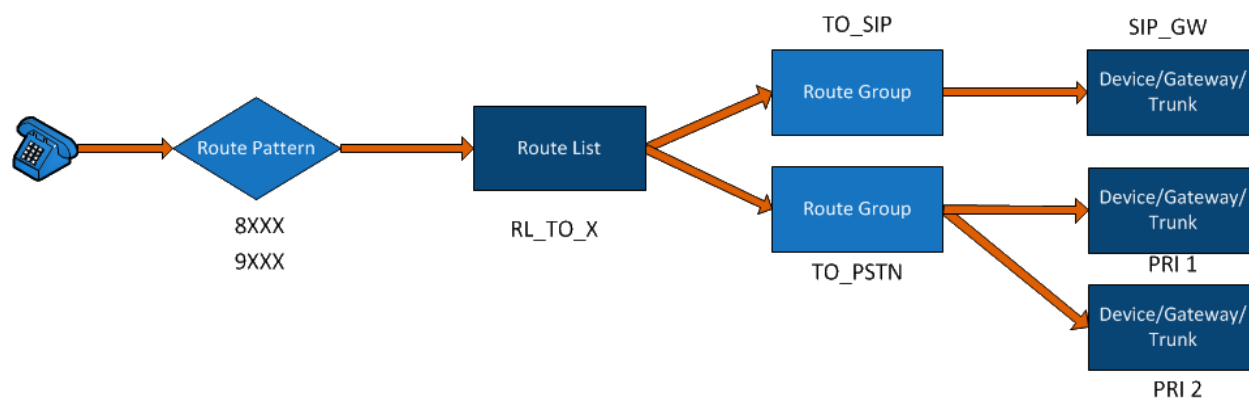 TO_SIP
SIP_GW
Route Pattern
8XXX
9XXX
Route List
RL_TO_X
Route Group
Device/Gateway/
Trunk
Route Group
TO_PSTN
Device/Gateway/
Trunk
PRI 1
Device/Gateway/
Trunk
PRI 2